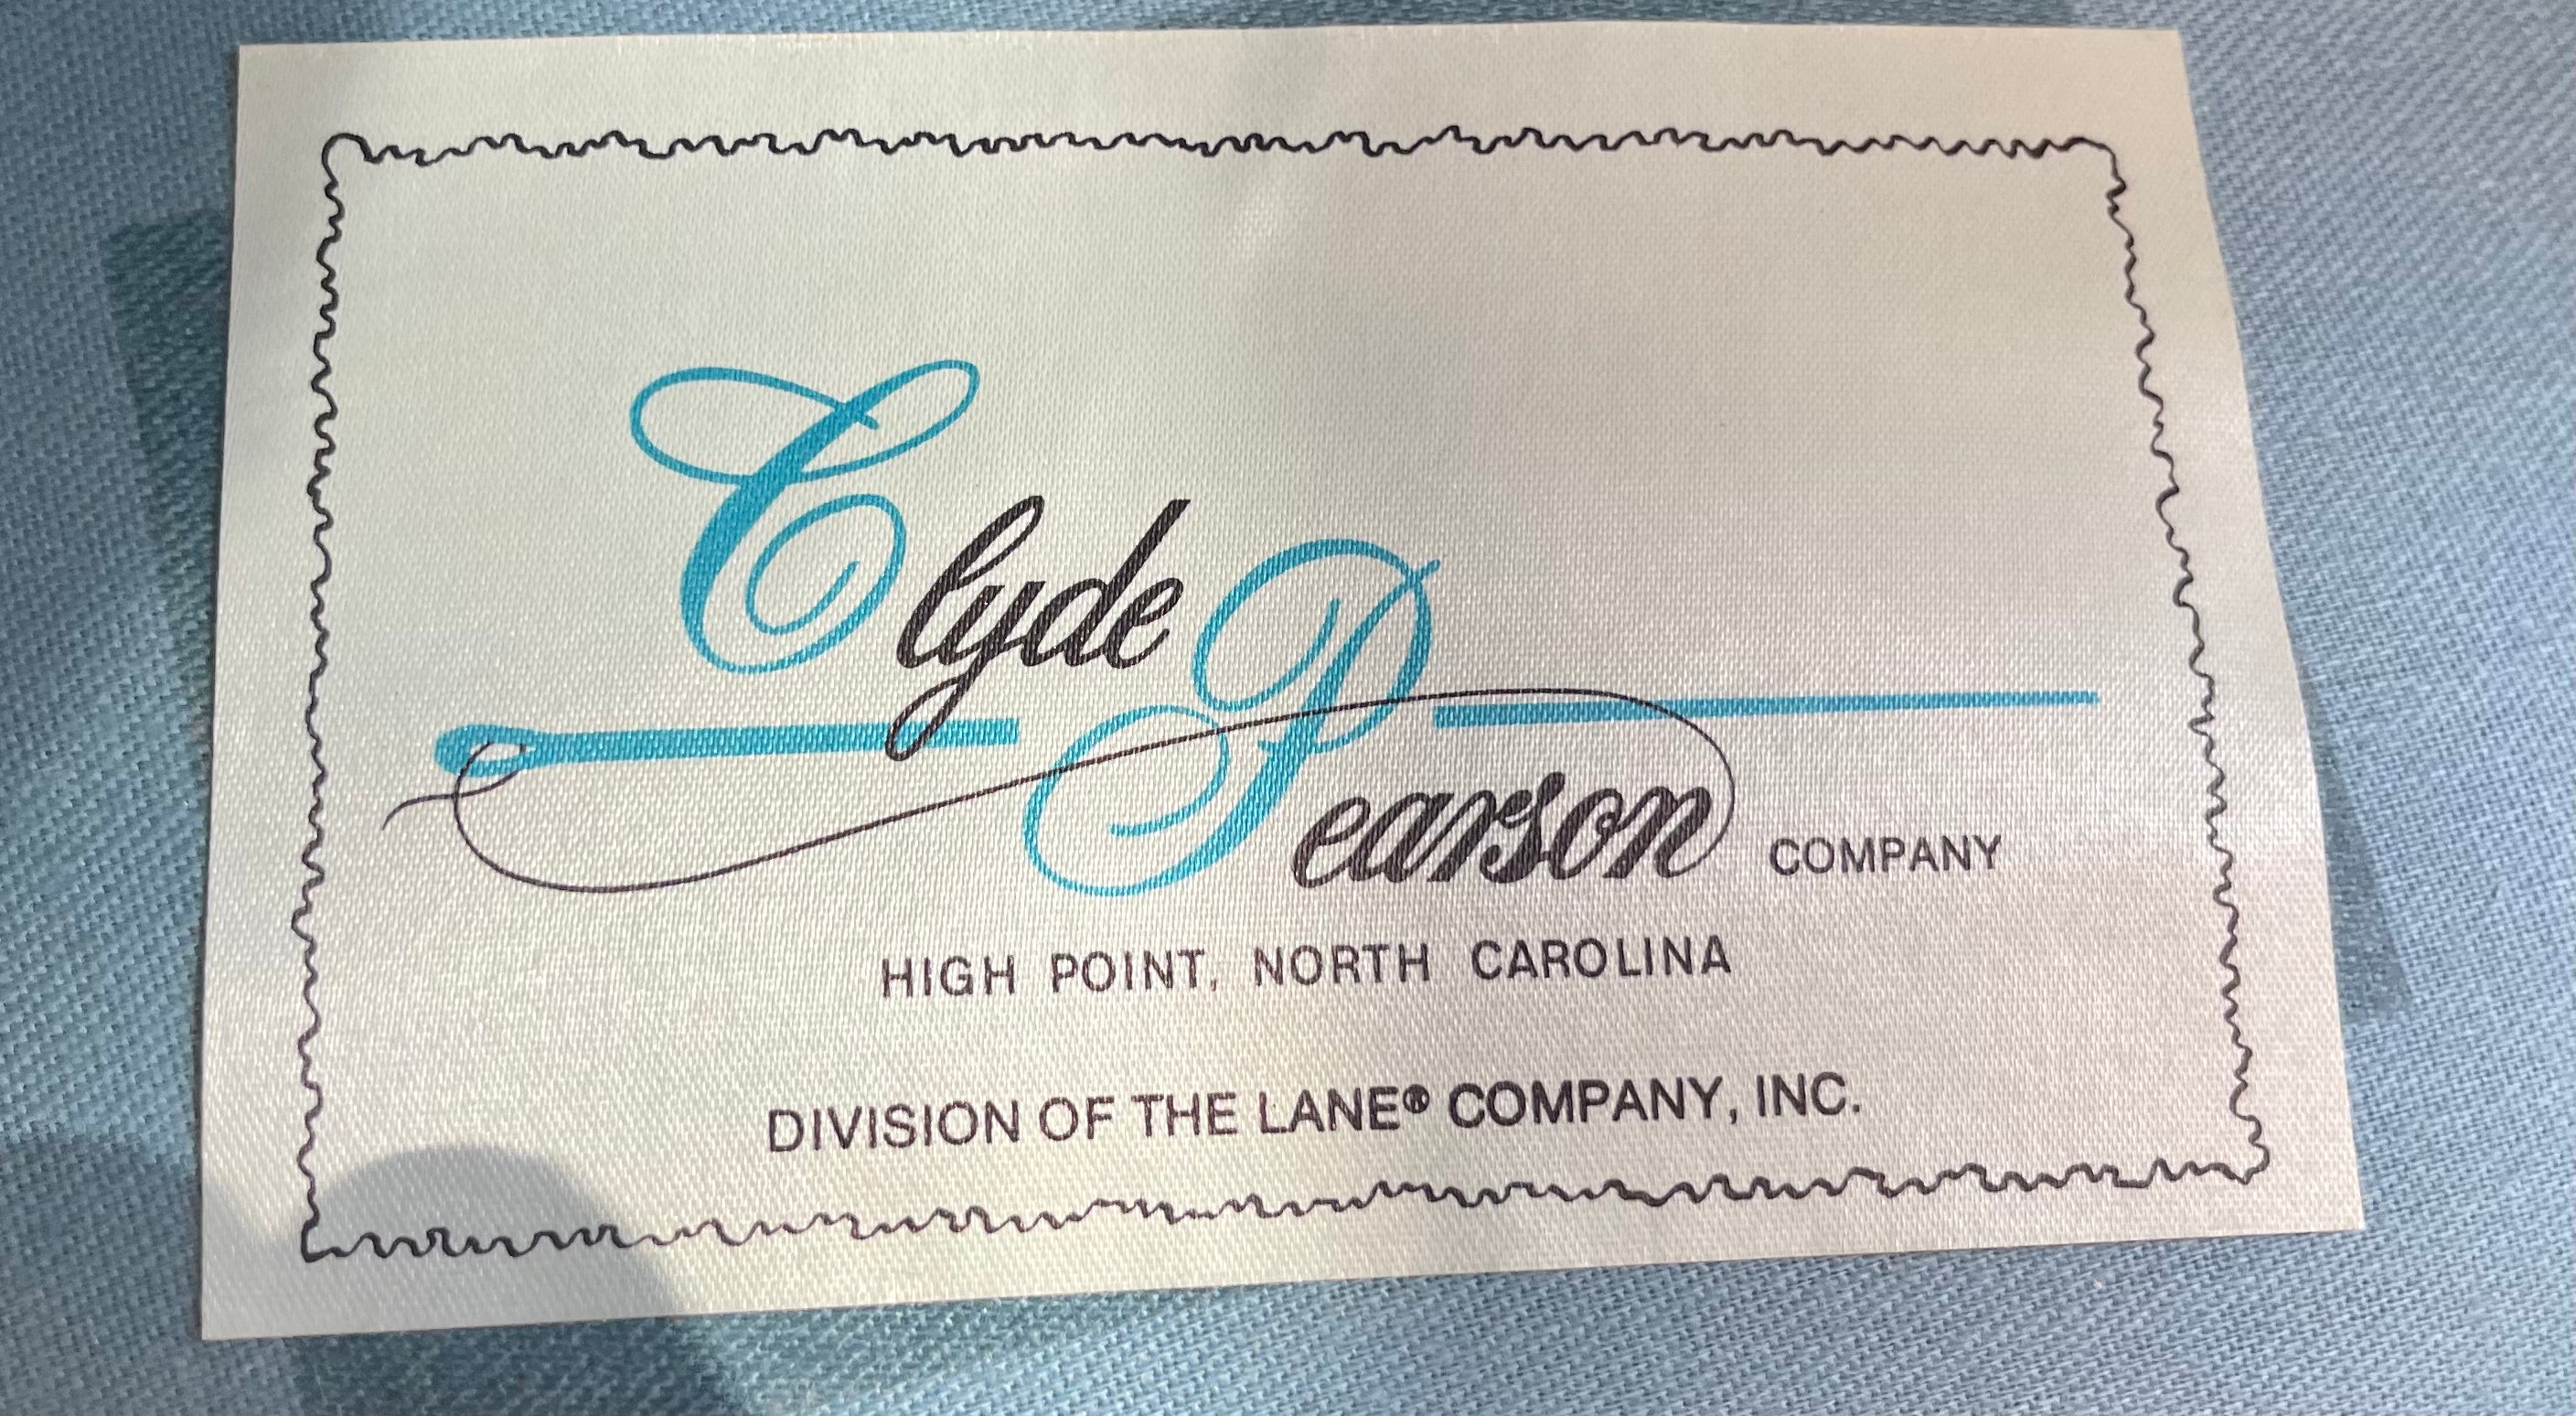 Clyde Pearson COMPANY
HIGH POINT, NORTH CAROLINA
DIVISION OF THE LANE® COMPANY, INC.